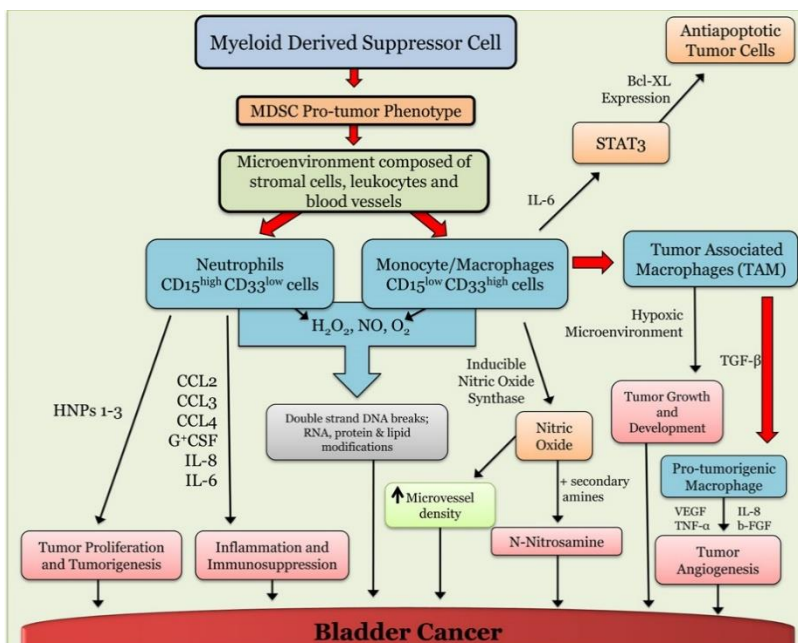 Myeloid Derived Suppressor Cell
Antiapoptotic
Tumor Cells
MDSC Pro-tumor Phenotype
Bcl-XL
Expression
Microenvironment composed of
stromal cells, leukocytes and
blood vessels
STAT3
IL-6
Neutrophils
CD15high CD33low cells
Monocyte/Macrophages
CD15low CD33high cells
Tumor Associated
Macrophages (TAM)
H2O2, NO, O2
Hypoxic
Microenvironment
TGF-β
Inducible
Nitric Oxide
Synthase
HNPs 1-3
CCL2
CCL3
CCL4
G+CSF
IL-8
IL-6
Double strand DNA breaks;
RNA, protein & lipid
modifications
Nitric
Oxide
Tumor Growth
and
Development
+ secondary
amines
Pro-tumorigenic
Macrophage
Microvessel
density
VEGF
TNF-α
IL-8
b-FGF
Tumor Proliferation
and Tumorigenesis
Inflammation and
Immunosuppression
N-Nitrosamine
Tumor
Angiogenesis
Bladder Cancer